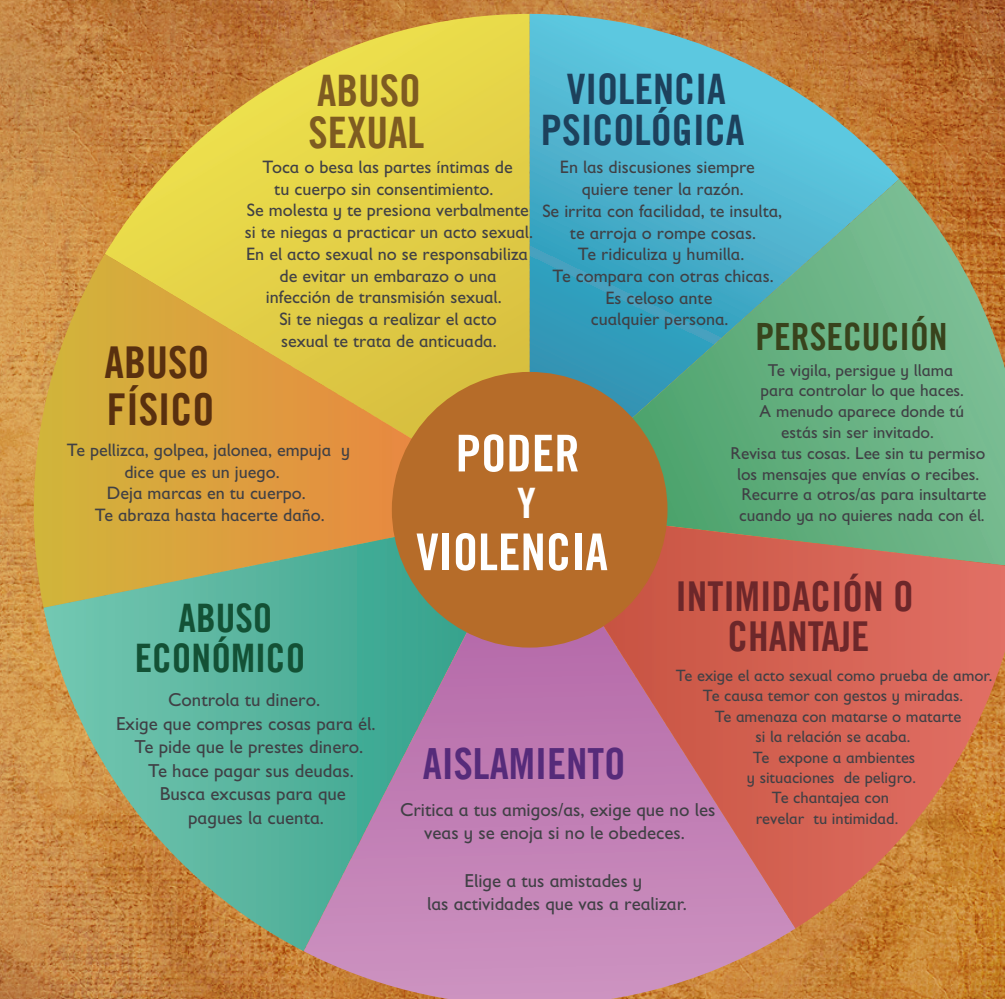 ABUSO
SEXUAL
Toca o besa las partes íntimas de
tu cuerpo sin consentimiento.
Se molesta y te presiona verbalmente
si te niegas a practicar un acto sexual.
En el acto sexual no se responsabiliza
de evitar un embarazo o una
infección de transmisión sexual.
Si te niegas a realizar el acto
sexual te trata de anticuada.
VIOLENCIA
PSICOLÓGICA
En las discusiones siempre
quiere tener la razón.
Se irrita con facilidad, te insulta,
te arroja o rompe cosas.
Te ridiculiza y humilla.
Te compara con otras chicas.
Es celoso ante
cualquier persona.
PERSECUCIÓN
Te vigila, persigue y llama
para controlar lo que haces.
A menudo aparece donde tú
estás sin ser invitado.
Revisa tus cosas. Lee sin tu permiso
los mensajes que envías o recibes.
Recurre a otros/as para insultarte
cuando ya no quieres nada con él.
INTIMIDACIÓN O
CHANTAJE
Te exige el acto sexual como prueba de amor.
Te causa temor con gestos y miradas.
Te amenaza con matarse o matarte
si la relación se acaba.
Te expone a ambientes
y situaciones de peligro.
Te chantajea con
revelar tu intimidad.
AISLAMIENTO
Critica a tus amigos/as, exige que no les
veas y se enoja si no le obedeces.
Elige a tus amistades y
las actividades que vas a realizar.
ABUSO
ECONÓMICO
Controla tu dinero.
Exige que compres cosas para él.
Te pide que le prestes dinero.
Te hace pagar sus deudas.
Busca excusas para que
pagues la cuenta.
ABUSO
FÍSICO
Te pellizca, golpea, jalonea, empuja y
dice que es un juego.
Deja marcas en tu cuerpo.
Te abraza hasta hacerte daño.
PODER
Y
VIOLENCIA